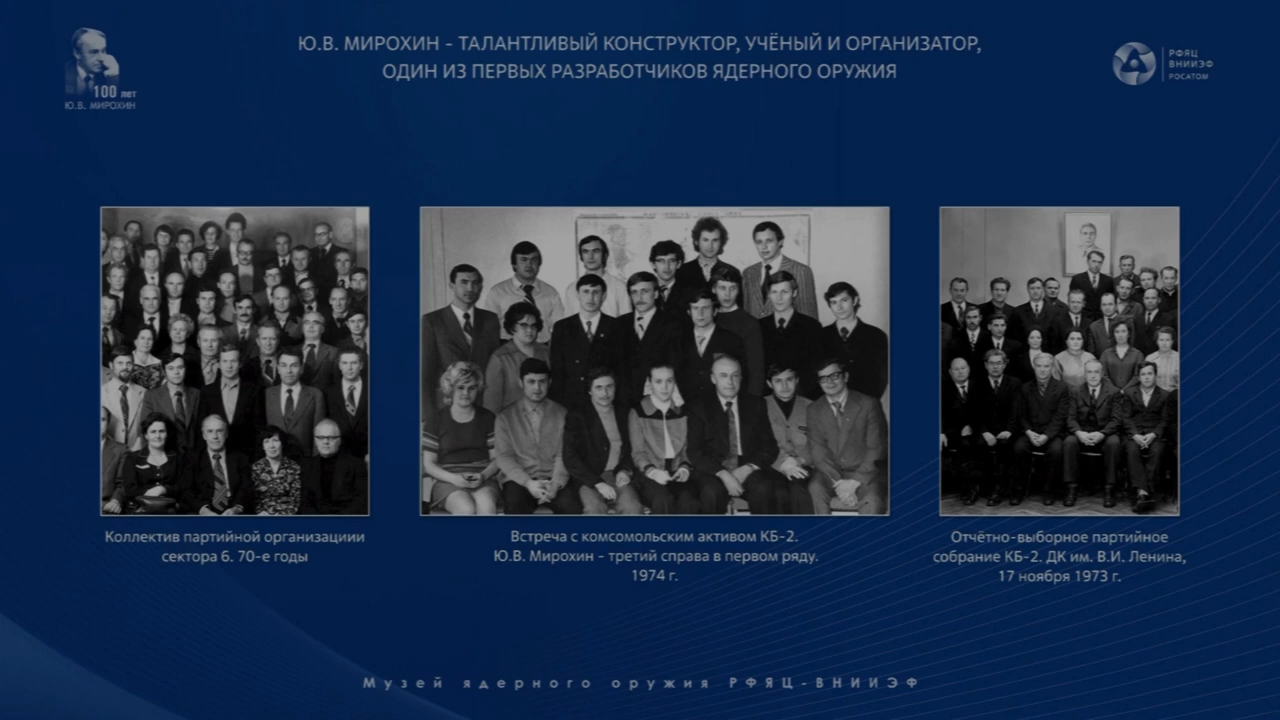 Ю.В. МИРОХИН - ТАЛАНТЛИВЫЙ КОНСТРУКТОР, УЧЁНЫЙ И ОРГАНИЗАТОР,
ОДИН ИЗ ПЕРВЫХ РАЗРАБОТЧИКОВ ЯДЕРНОГО ОРУЖИЯ
100 лет
Ю.В. МИРОХИН
РФЯЦ
ВНИИЭФ
РОСАТОМ
Коллектив партийной организациии
сектора 6. 70-е годы
Встреча с комсомольским активом КБ-2.
Ю.В. Мирохин - третий справа в первом ряду.
1974 г.
Отчётно-выборное партийное
собрание КБ-2. ДК им. В.И. Ленина,
17 ноября 1973 г.
Музей ядерного оружия РФЯЦ-ВНИИЭФ